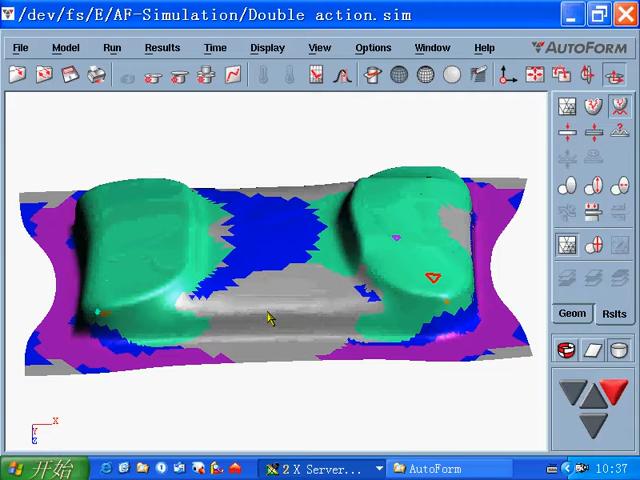 /dev/fs/E/AF-Simulation/Double action.sim
File Model Run Results Time Display View Options Window Help AUTOFORM
Geom Rslts
X
Y
Z
开始 2 X Server... AutoForm 10:37